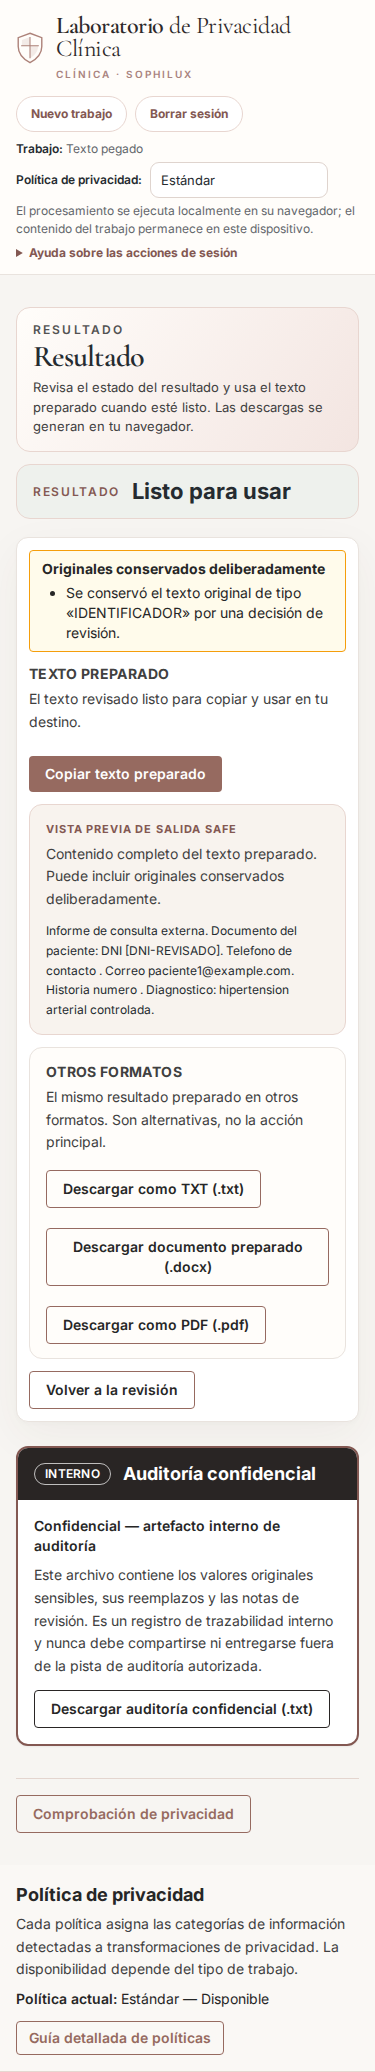 Laboratorio de Privacidad
Clínica
CLÍNICA · SOPHILUX
Nuevo trabajo
Borrar sesión
Trabajo: Texto pegado
Política de privacidad: Estándar
El procesamiento se ejecuta localmente en su navegador; el
contenido del trabajo permanece en este dispositivo.
Ayuda sobre las acciones de sesión
RESULTADO
Resultado
Revisa el estado del resultado y usa el texto
preparado cuando esté listo. Las descargas se
generan en tu navegador.
RESULTADO Listo para usar
Originales conservados deliberadamente
• Se conservó el texto original de tipo
«IDENTIFICADOR» por una decisión de
revisión.
TEXTO PREPARADO
El texto revisado listo para copiar y usar en tu
destino.
Copiar texto preparado
VISTA PREVIA DE SALIDA SAFE
Contenido completo del texto preparado.
Puede incluir originales conservados
deliberadamente.
Informe de consulta externa. Documento del
paciente: DNI [DNI-REVISADO]. Telefono de
contacto . Correo paciente1@example.com.
Historia numero . Diagnostico: hipertension
arterial controlada.
OTROS FORMATOS
El mismo resultado preparado en otros
formatos. Son alternativas, no la acción
principal.
Descargar como TXT (.txt)
Descargar documento preparado
(.docx)
Descargar como PDF (.pdf)
Volver a la revisión
INTERNO Auditoría confidencial
Confidencial — artefacto interno de
auditoría
Este archivo contiene los valores originales
sensibles, sus reemplazos y las notas de
revisión. Es un registro de trazabilidad interno
y nunca debe compartirse ni entregarse fuera
de la pista de auditoría autorizada.
Descargar auditoría confidencial (.txt)
Comprobación de privacidad
Política de privacidad
Cada política asigna las categorías de información
detectadas a transformaciones de privacidad. La
disponibilidad depende del tipo de trabajo.
Política actual: Estándar — Disponible
Guía detallada de políticas